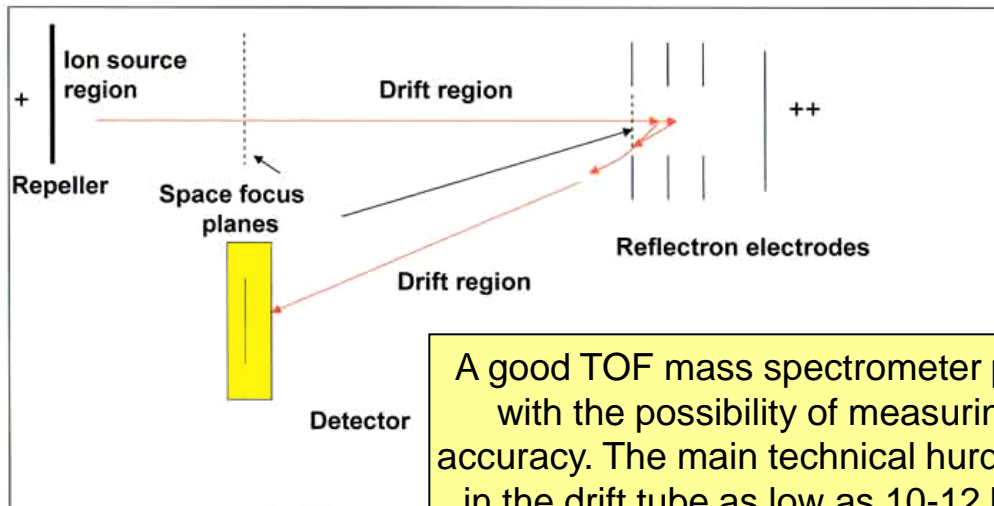 Ion source
region
+
Drift region
++
Repeller
Space focus
planes
Reflectron electrodes
Drift region
Detector
A good TOF mass spectrometer
with the possibility of measurin
accuracy. The main technical hurd
in the drift tube as low as 10-12